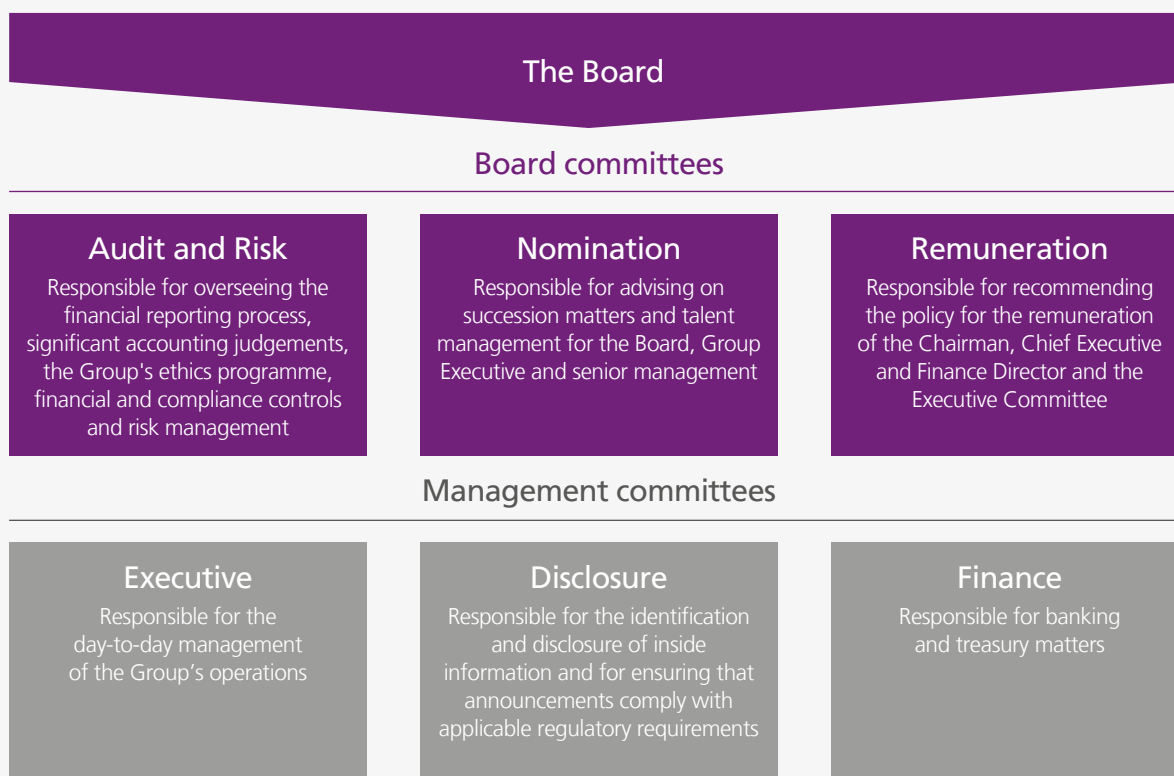 The Board
Board committees
Audit and Risk
Responsible for overseeing the
financial reporting process,
significant accounting judgements,
the Group's ethics programme,
financial and compliance controls
and risk management
Nomination
Responsible for advising on
succession matters and talent
management for the Board, Group
Executive and senior management
Remuneration
Responsible for recommending
the policy for the remuneration
of the Chairman, Chief Executive
and Finance Director and the
Executive Committee
Management committees
Executive
Responsible for the
day-to-day management
of the Group’s operations
Disclosure
Responsible for the identification
and disclosure of inside
information and for ensuring that
announcements comply with
applicable regulatory requirements
Finance
Responsible for banking
and treasury matters